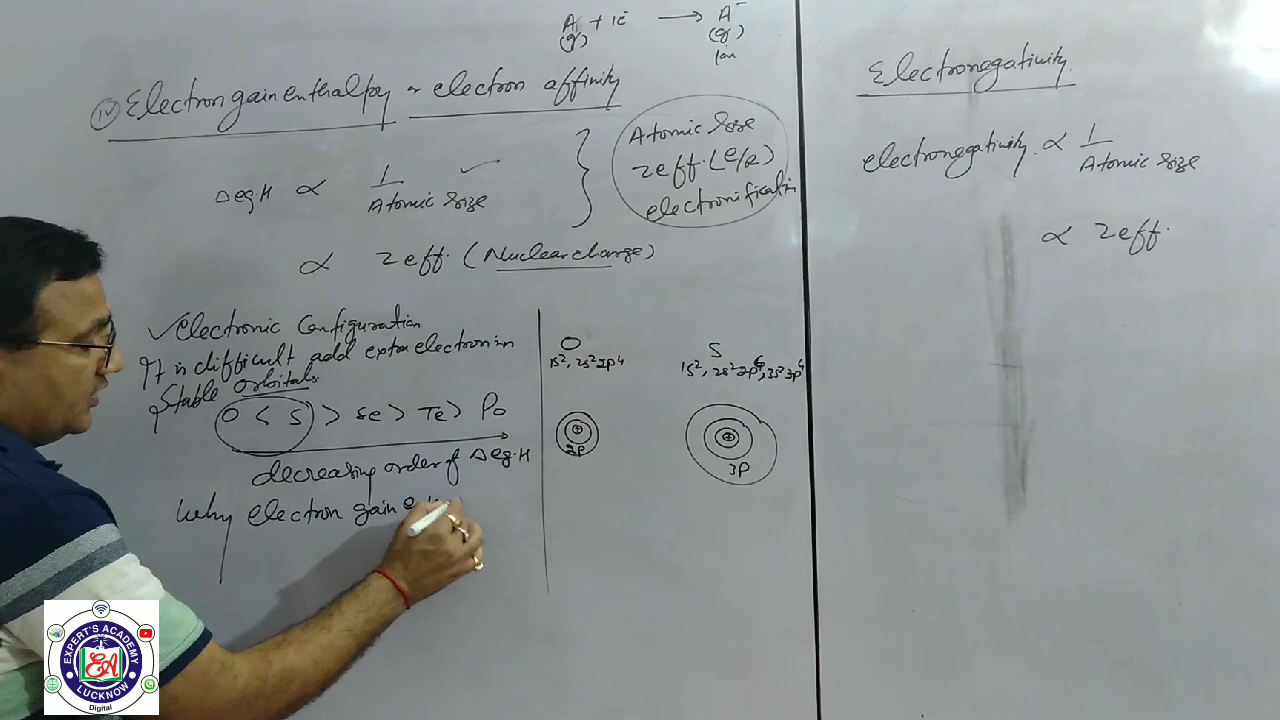 A + 1e⁻ ⟶ A⁻
(g) (g)
Ion
(iv) Electron gain enthalpy or electron affinity
ΔegH ∝ 1/Atomic size ✓
∝ Zeff. (Nuclear charge)
Atomic size
Zeff. (e/p)
✓ Electronic Configuration
It is difficult add extra electron in
stable orbitals
O < S > Se > Te > Po
decreasing order of ΔegH
Why electron gain
O
1s², 2s² 2p⁴
2p
S
1s², 2s² 2p⁶, 3s² 3p⁴
3p
Electronegativity.
electronegativity. ∝ 1/Atomic size
∝ Zeff.
EXPERT'S ACADEMY
EA
LUCKNOW
Digital